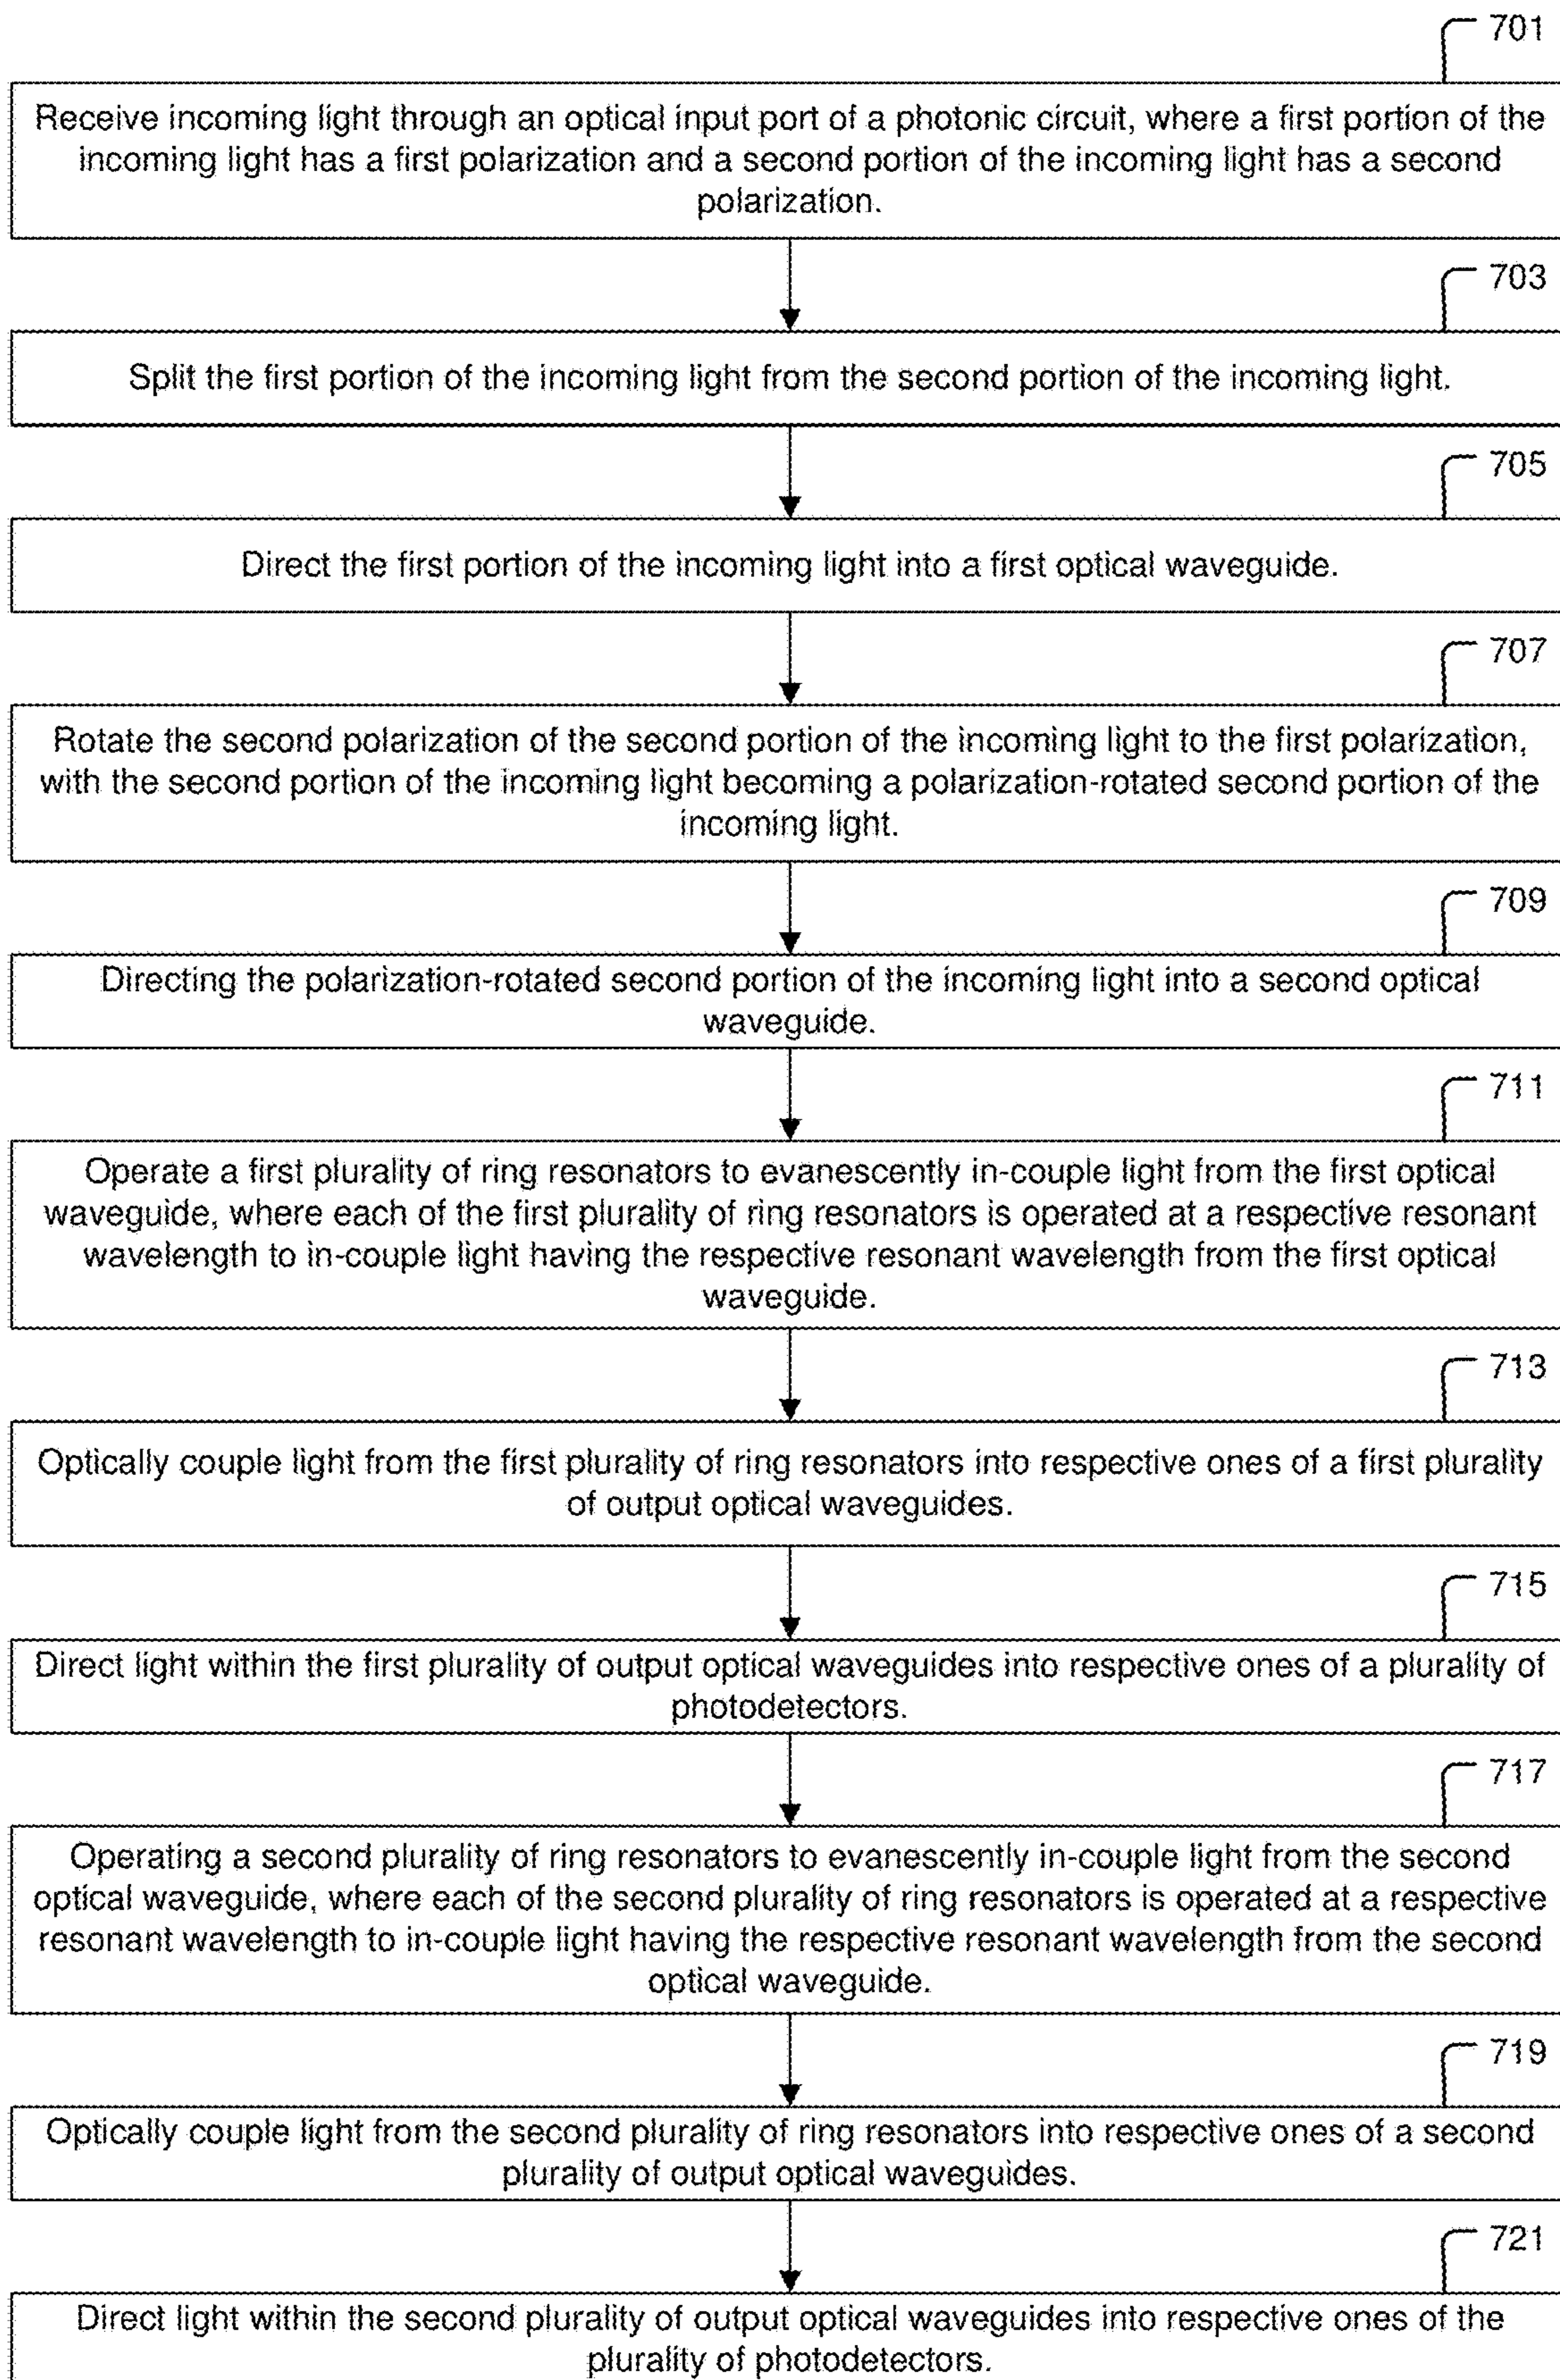 701
Receive incoming light through an optical input port of a photonic circuit, where a first portion of the
incoming light has a first polarization and a second portion of the incoming light has a second
polarization.
703
Split the first portion of the incoming light from the second portion of the incoming light.
705
Direct the first portion of the incoming light into a first optical waveguide.
707
Rotate the second polarization of the second portion of the incoming light to the first polarization,
with the second portion of the incoming light becoming a polarization-rotated second portion of the
incoming light.
709
Directing the polarization-rotated second portion of the incoming light into a second optical
waveguide.
711
Operate a first plurality of ring resonators to evanescently in-couple light from the first optical
waveguide, where each of the first plurality of ring resonators is operated at a respective resonant
wavelength to in-couple light having the respective resonant wavelength from the first optical
waveguide.
713
Optically couple light from the first plurality of ring resonators into respective ones of a first plurality
of output optical waveguides.
715
Direct light within the first plurality of output optical waveguides into respective ones of a plurality of
photodetectors.
717
Operating a second plurality of ring resonators to evanescently in-couple light from the second
optical waveguide, where each of the second plurality of ring resonators is operated at a respective
resonant wavelength to in-couple light having the respective resonant wavelength from the second
optical waveguide.
719
Optically couple light from the second plurality of ring resonators into respective ones of a second
plurality of output optical waveguides.
721
Direct light within the second plurality of output optical waveguides into respective ones of the
plurality of photodetectors.